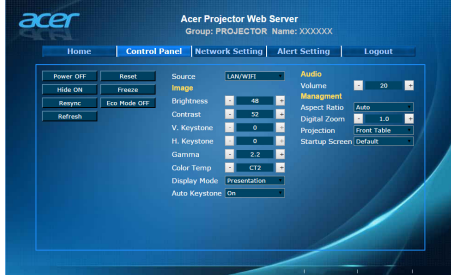 acer
Acer Projector Web Server
Group: PROJECTOR Name: XXXXXX
Home Control Panel Network Setting Alert Setting Logout
Power OFF Reset
Hide ON Freeze
Resync Eco Mode OFF
Refresh
Source LAN/WIFI
Image
Brightness - 48 +
Contrast - 52 +
V. Keystone - 0 +
H. Keystone - 0 +
Gamma - 2.2 +
Color Temp - CT2 +
Display Mode Presentation
Auto Keystone On
Audio
Volume - 20 +
Managment
Aspect Ratio Auto
Digital Zoom - 1.0 +
Projection Front Table
Startup Screen Default